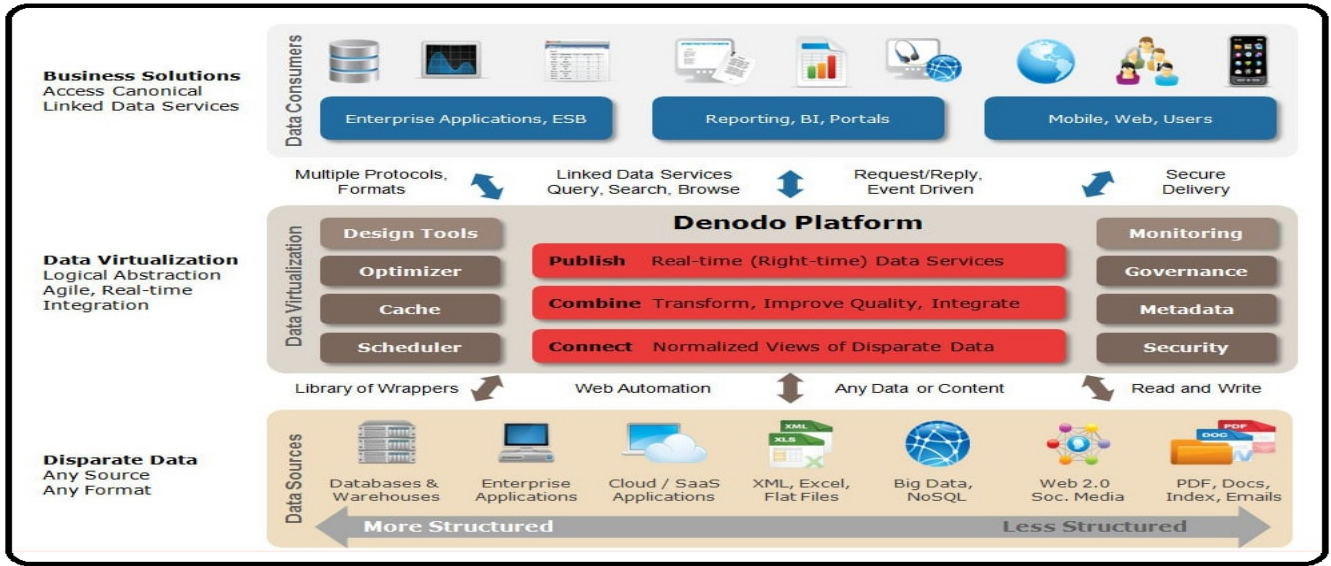 Business Solutions
Access Canonical
Linked Data Services
Data Consumers
Enterprise Applications, ESB
Reporting, BI, Portals
Mobile, Web, Users
Multiple Protocols,
Formats
Linked Data Services
Query, Search, Browse
Request/Reply,
Event Driven
Secure
Delivery
Data Virtualization
Logical Abstraction
Agile, Real-time
Integration
Data Virtualization
Denodo Platform
Design Tools
Optimizer
Cache
Scheduler
Publish Real-time (Right-time) Data Services
Combine Transform, Improve Quality, Integrate
Connect Normalized Views of Disparate Data
Monitoring
Governance
Metadata
Security
Library of Wrappers
Web Automation
Any Data or Content
Read and Write
Disparate Data
Any Source
Any Format
Data Sources
XML
XLS
PDF
DOC
Databases &
Warehouses
Enterprise
Applications
Cloud / SaaS
Applications
XML, Excel,
Flat Files
Big Data,
NoSQL
Web 2.0
Soc. Media
PDF, Docs,
Index, Emails
More Structured
Less Structured